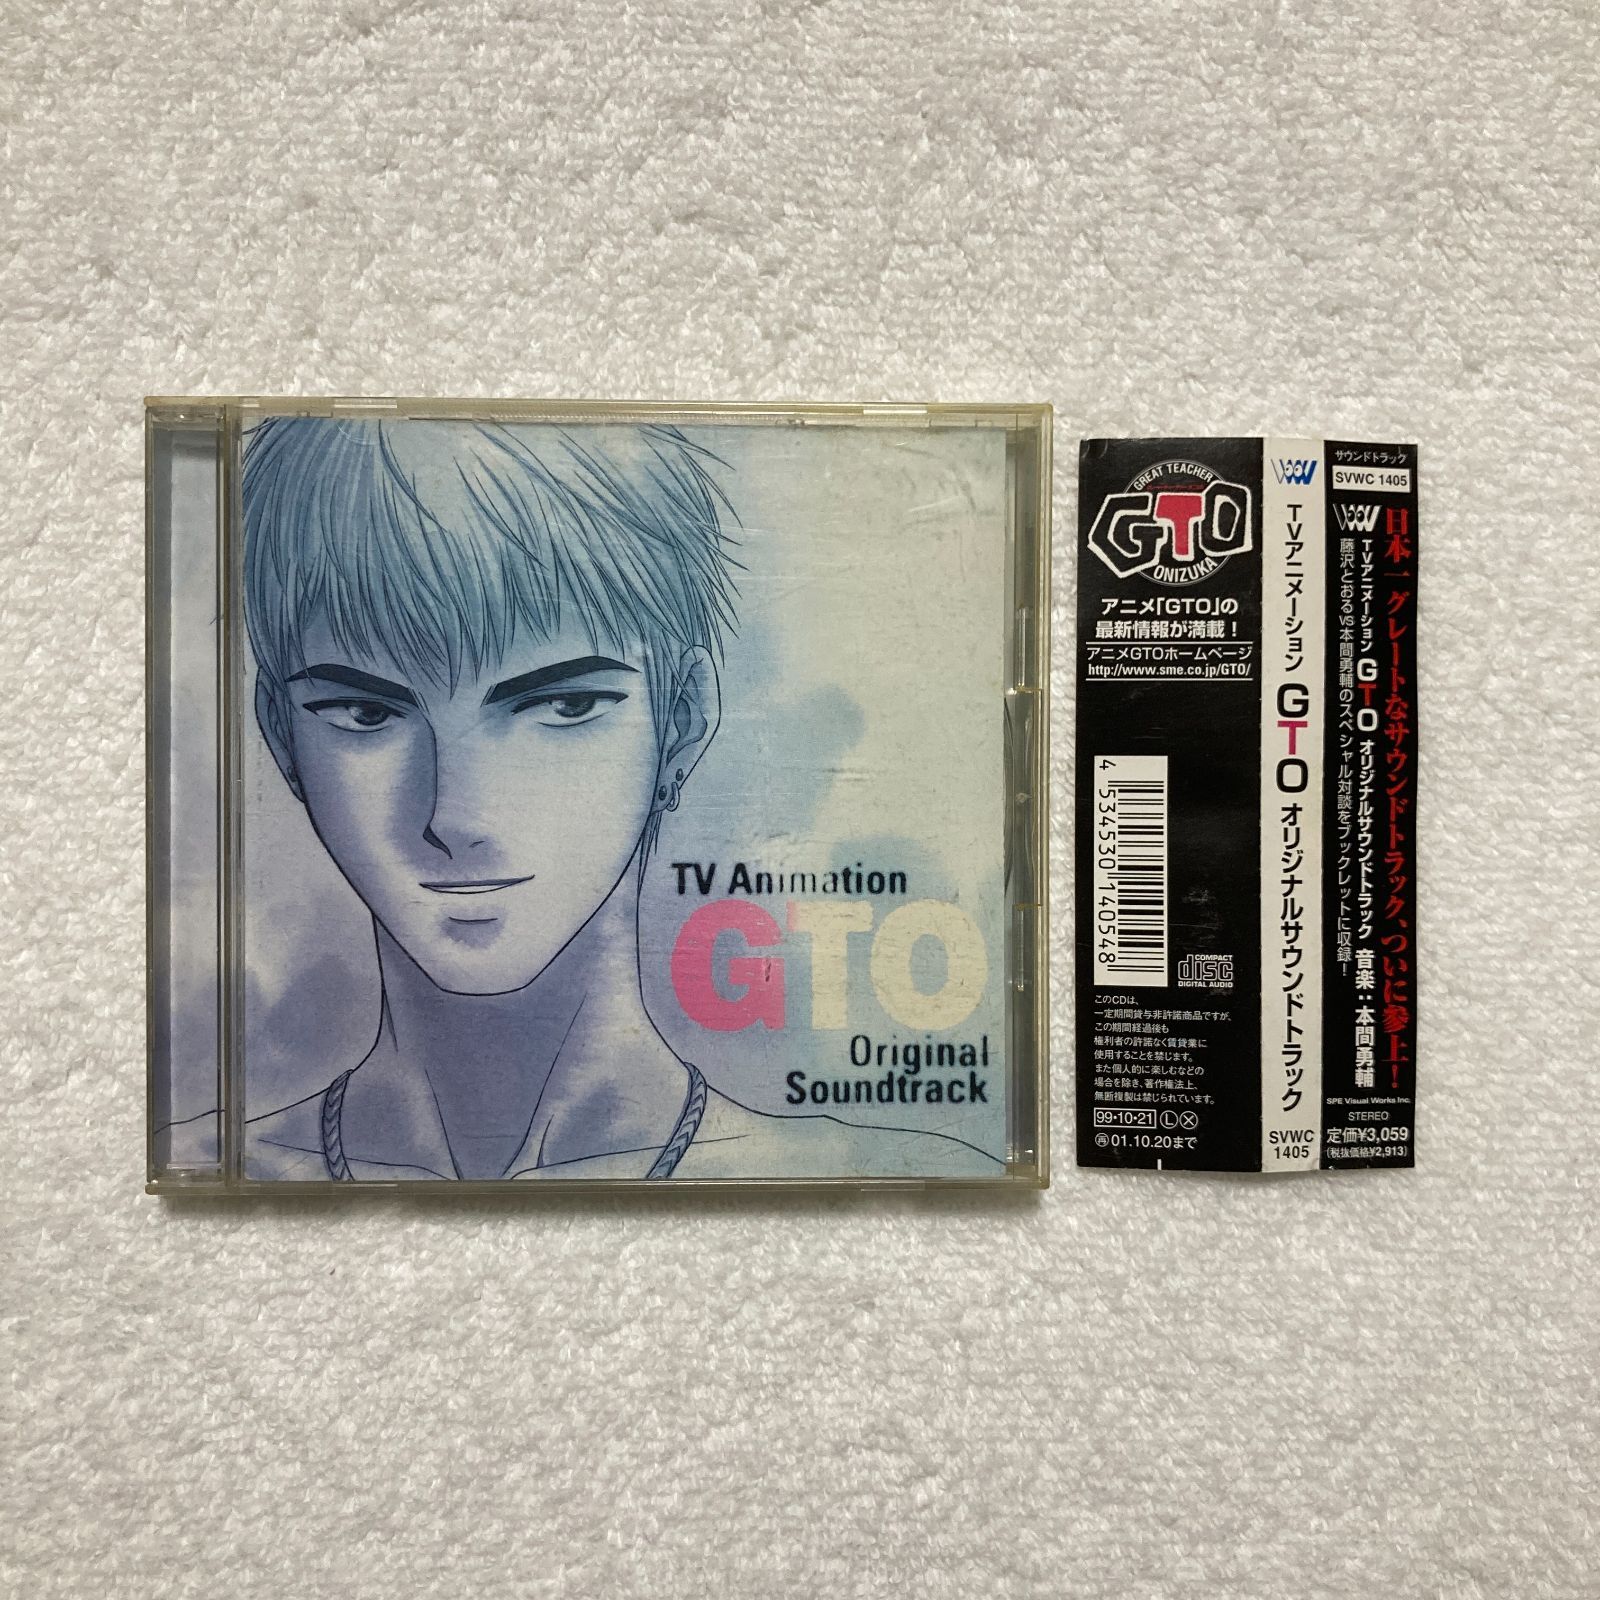 TV Animation
GTO
Original
Soundtrack
GREAT TEACHER
GTO
ONIZUKA
アニメ「GTO」の
最新情報が満載！
アニメGTOホームページ
http://www.sme.co.jp/GTO/
4 534530 140548
COMPACT
disc
DIGITAL AUDIO
このCDは、
一定期間貸与非許諾商品ですが、
この期間経過後も
権利者の許諾なく賃貸業に
使用することを禁じます。
また個人的に楽しむなどの
場合を除き、著作権法上、
無断複製は禁じられています。
99・10・21 Ⓛ Ⓧ
㊢01.10.20まで
TVアニメーション GTO オリジナルサウンドトラック
SVWC
1405
サウンドトラック
SVWC 1405
日本一グレートなサウンドトラック、ついに参上！
TVアニメーション GTO オリジナルサウンドトラック 音楽：本間勇輔
藤沢とおるvs本間勇輔のスペシャル対談をブックレットに収録！
SPE Visual Works Inc.
STEREO
定価¥3,059
(税抜価格¥2,913)